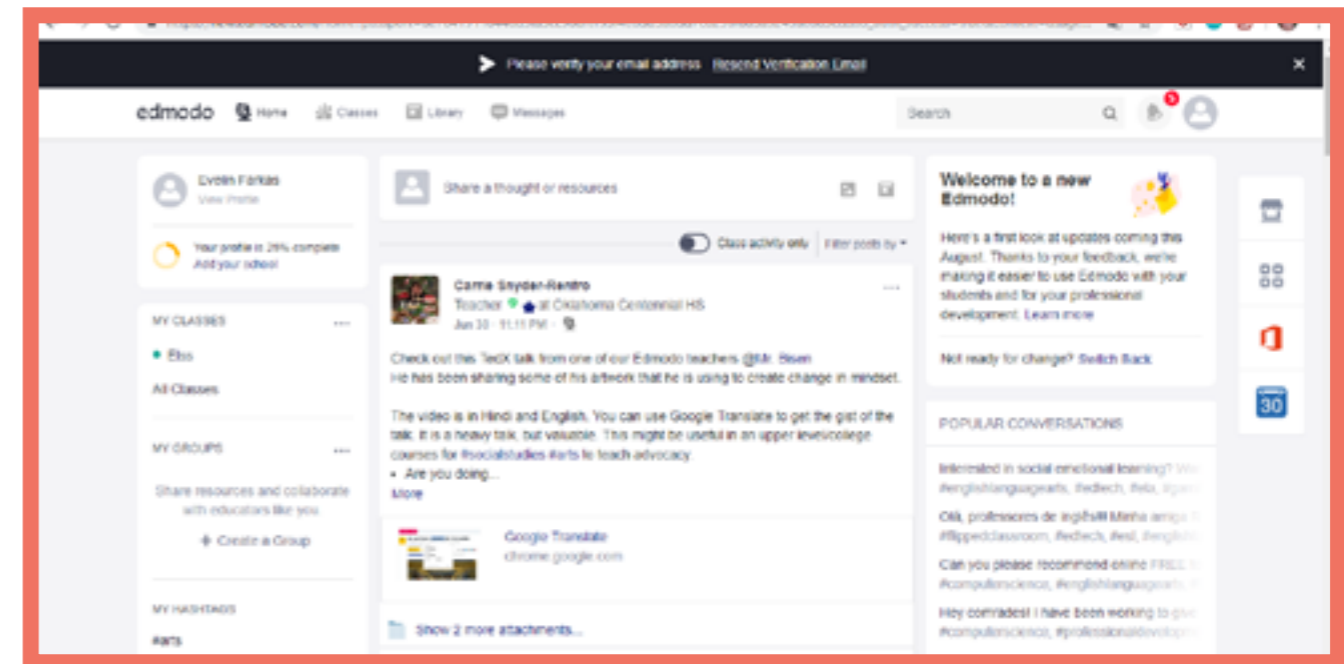 Please verify your email address Resend Verification Email
edmodo Home Classes Library Messages
Search
5
Evelin Farkas
View Profile
Your profile is 25% complete
Add your school
MY CLASSES
All Classes
MY GROUPS
Share resources and collaborate
with educators like you.
Create a Group
MY HASHTAGS
#arts
Share a thought or resources
Class activity only Filter posts by
Carrie Snyder-Renfro
Teacher at Oklahoma Centennial HS
Jun 30 · 11:11 PM ·
Check out this TedX talk from one of our Edmodo teachers @Mr. Bisen
He has been sharing some of his artwork that he is using to create change in mindset.
The video is in Hindi and English. You can use Google Translate to get the gist of the
talk. It is a heavy talk, but valuable. This might be useful in an upper level/college
courses for #socialstudies #arts to teach advocacy.
• Are you doing...
More
Google Translate
chrome.google.com
Show 2 more attachments...
Welcome to a new
Edmodo!
Here's a first look at updates coming this
August. Thanks to your feedback, we're
making it easier to use Edmodo with your
students and for your professional
development. Learn more
Not ready for change? Switch Back
POPULAR CONVERSATIONS
Interested in social emotional learning?
#englishlanguagearts, #edtech, #ela,
Olá, professores de inglês!!! Minha amiga
#flippedclassroom, #edtech, #esl,
Can you please recommend online FREE
#computerscience, #englishlanguagearts,
Hey comrades! I have been working to give
#computerscience,
30